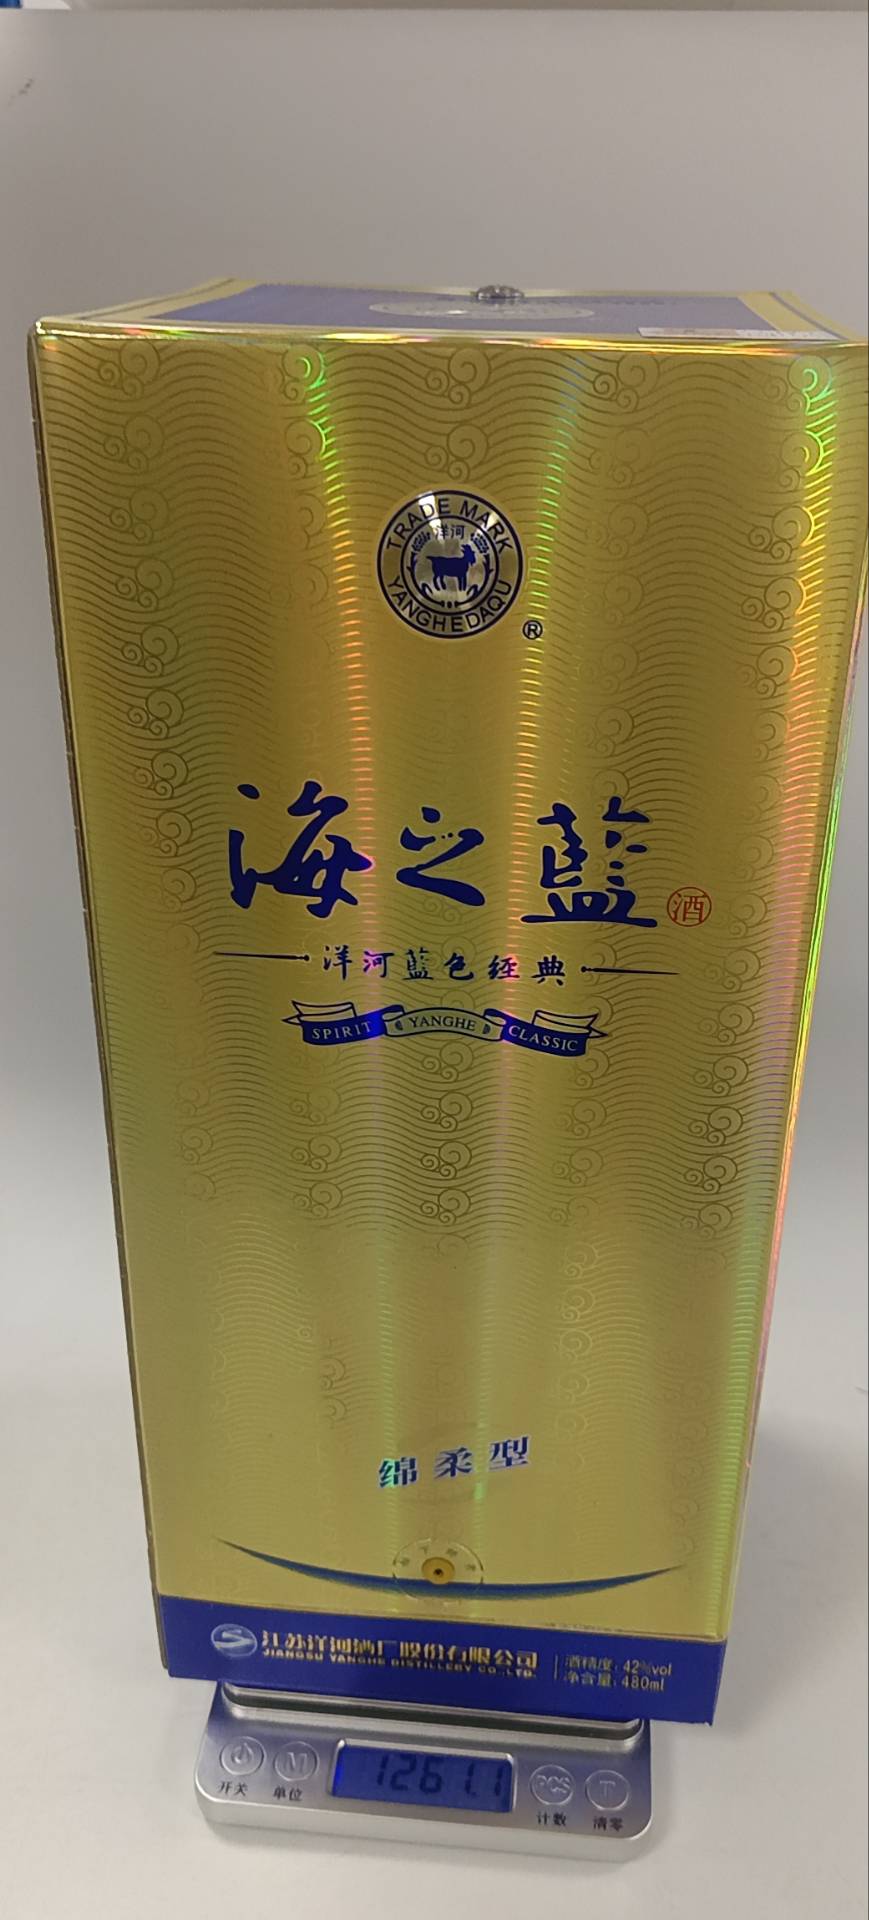 TRADE MARK
洋河
YANGHEDAQU
®
海之藍
酒
洋河藍色经典
SPIRIT YANGHE CLASSIC
绵柔型
江苏洋河酒厂股份有限公司
JIANGSU YANGHE DISTILLERY CO.,LTD.
酒精度: 42%vol
净含量: 480ml
M 1261.1 PCS T
开关 单位 计数 清零